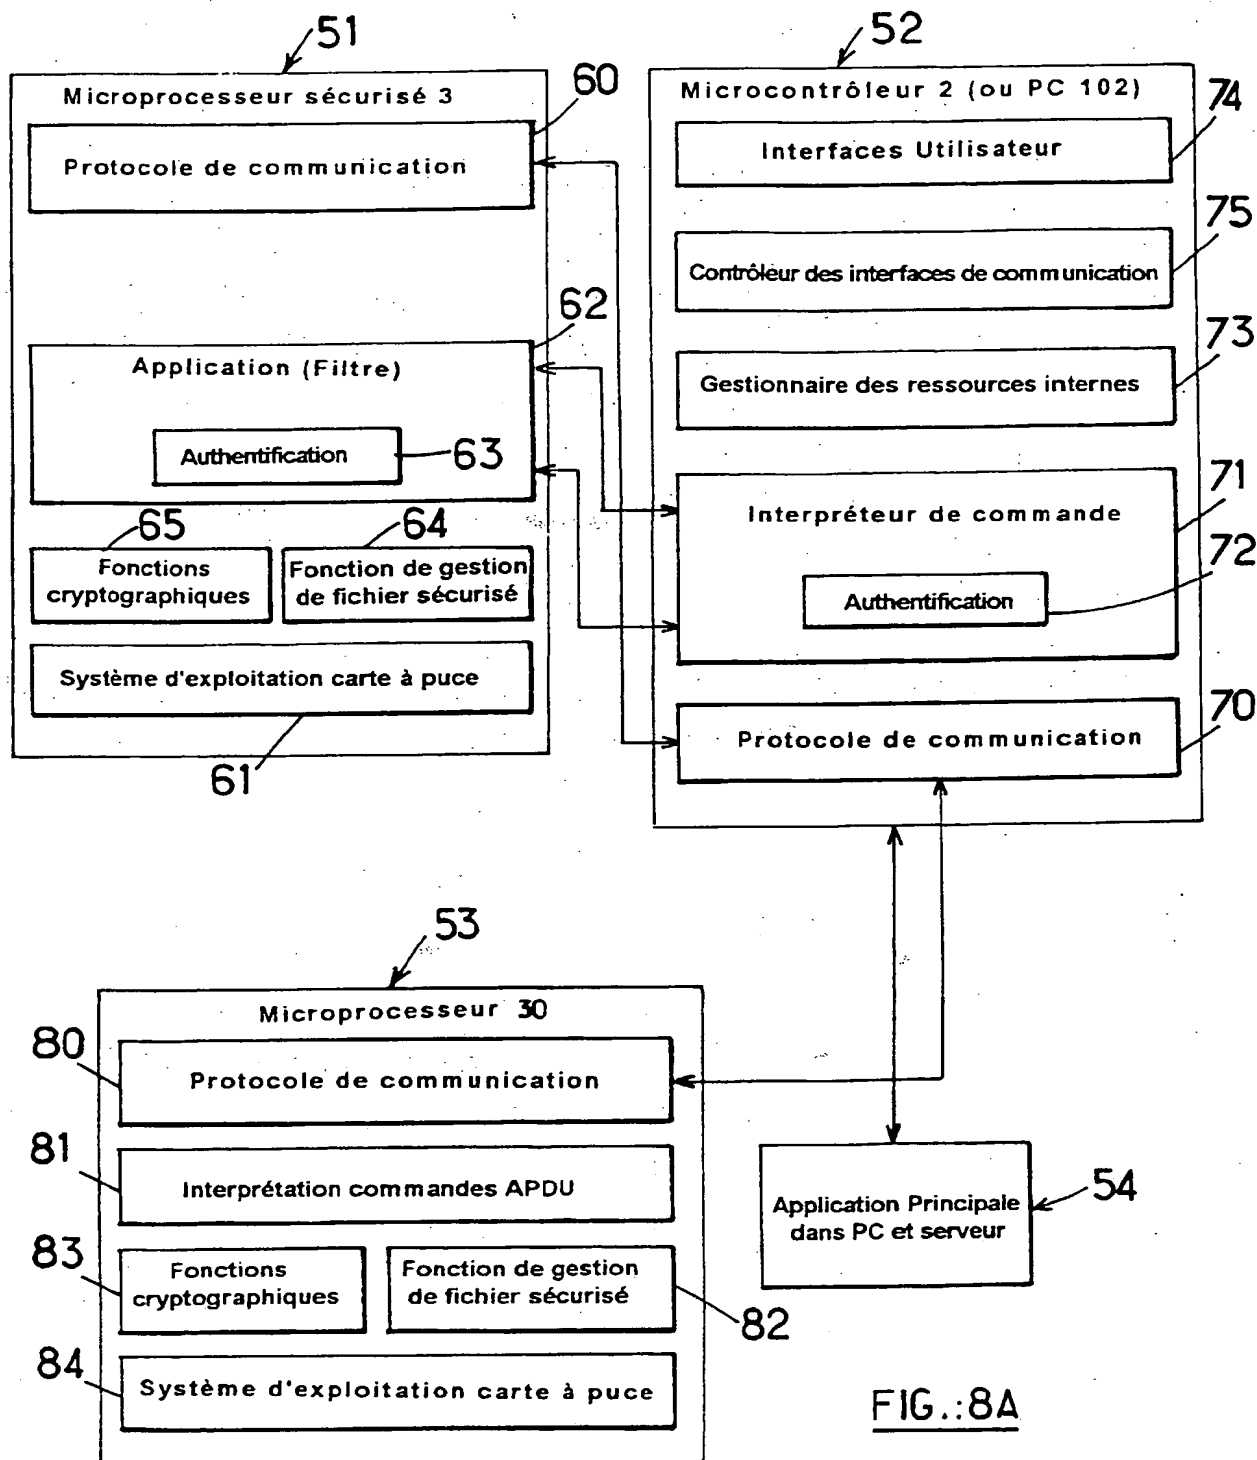 51
Microprocesseur sécurisé 3
60
Protocole de communication
62
Application (Filtre)
Authentification
63
65
64
Fonctions
cryptographiques
Fonction de gestion
de fichier sécurisé
Système d'exploitation carte à puce
61
52
Microcontrôleur 2 (ou PC 102)
74
Interfaces Utilisateur
75
Contrôleur des interfaces de communication
73
Gestionnaire des ressources internes
71
Interpréteur de commande
72
Authentification
70
Protocole de communication
53
Microprocesseur 30
80
Protocole de communication
81
Interprétation commandes APDU
83
Fonctions
cryptographiques
Fonction de gestion
de fichier sécurisé
82
84
Système d'exploitation carte à puce
Application Principale
dans PC et serveur
54
FIG.:8A